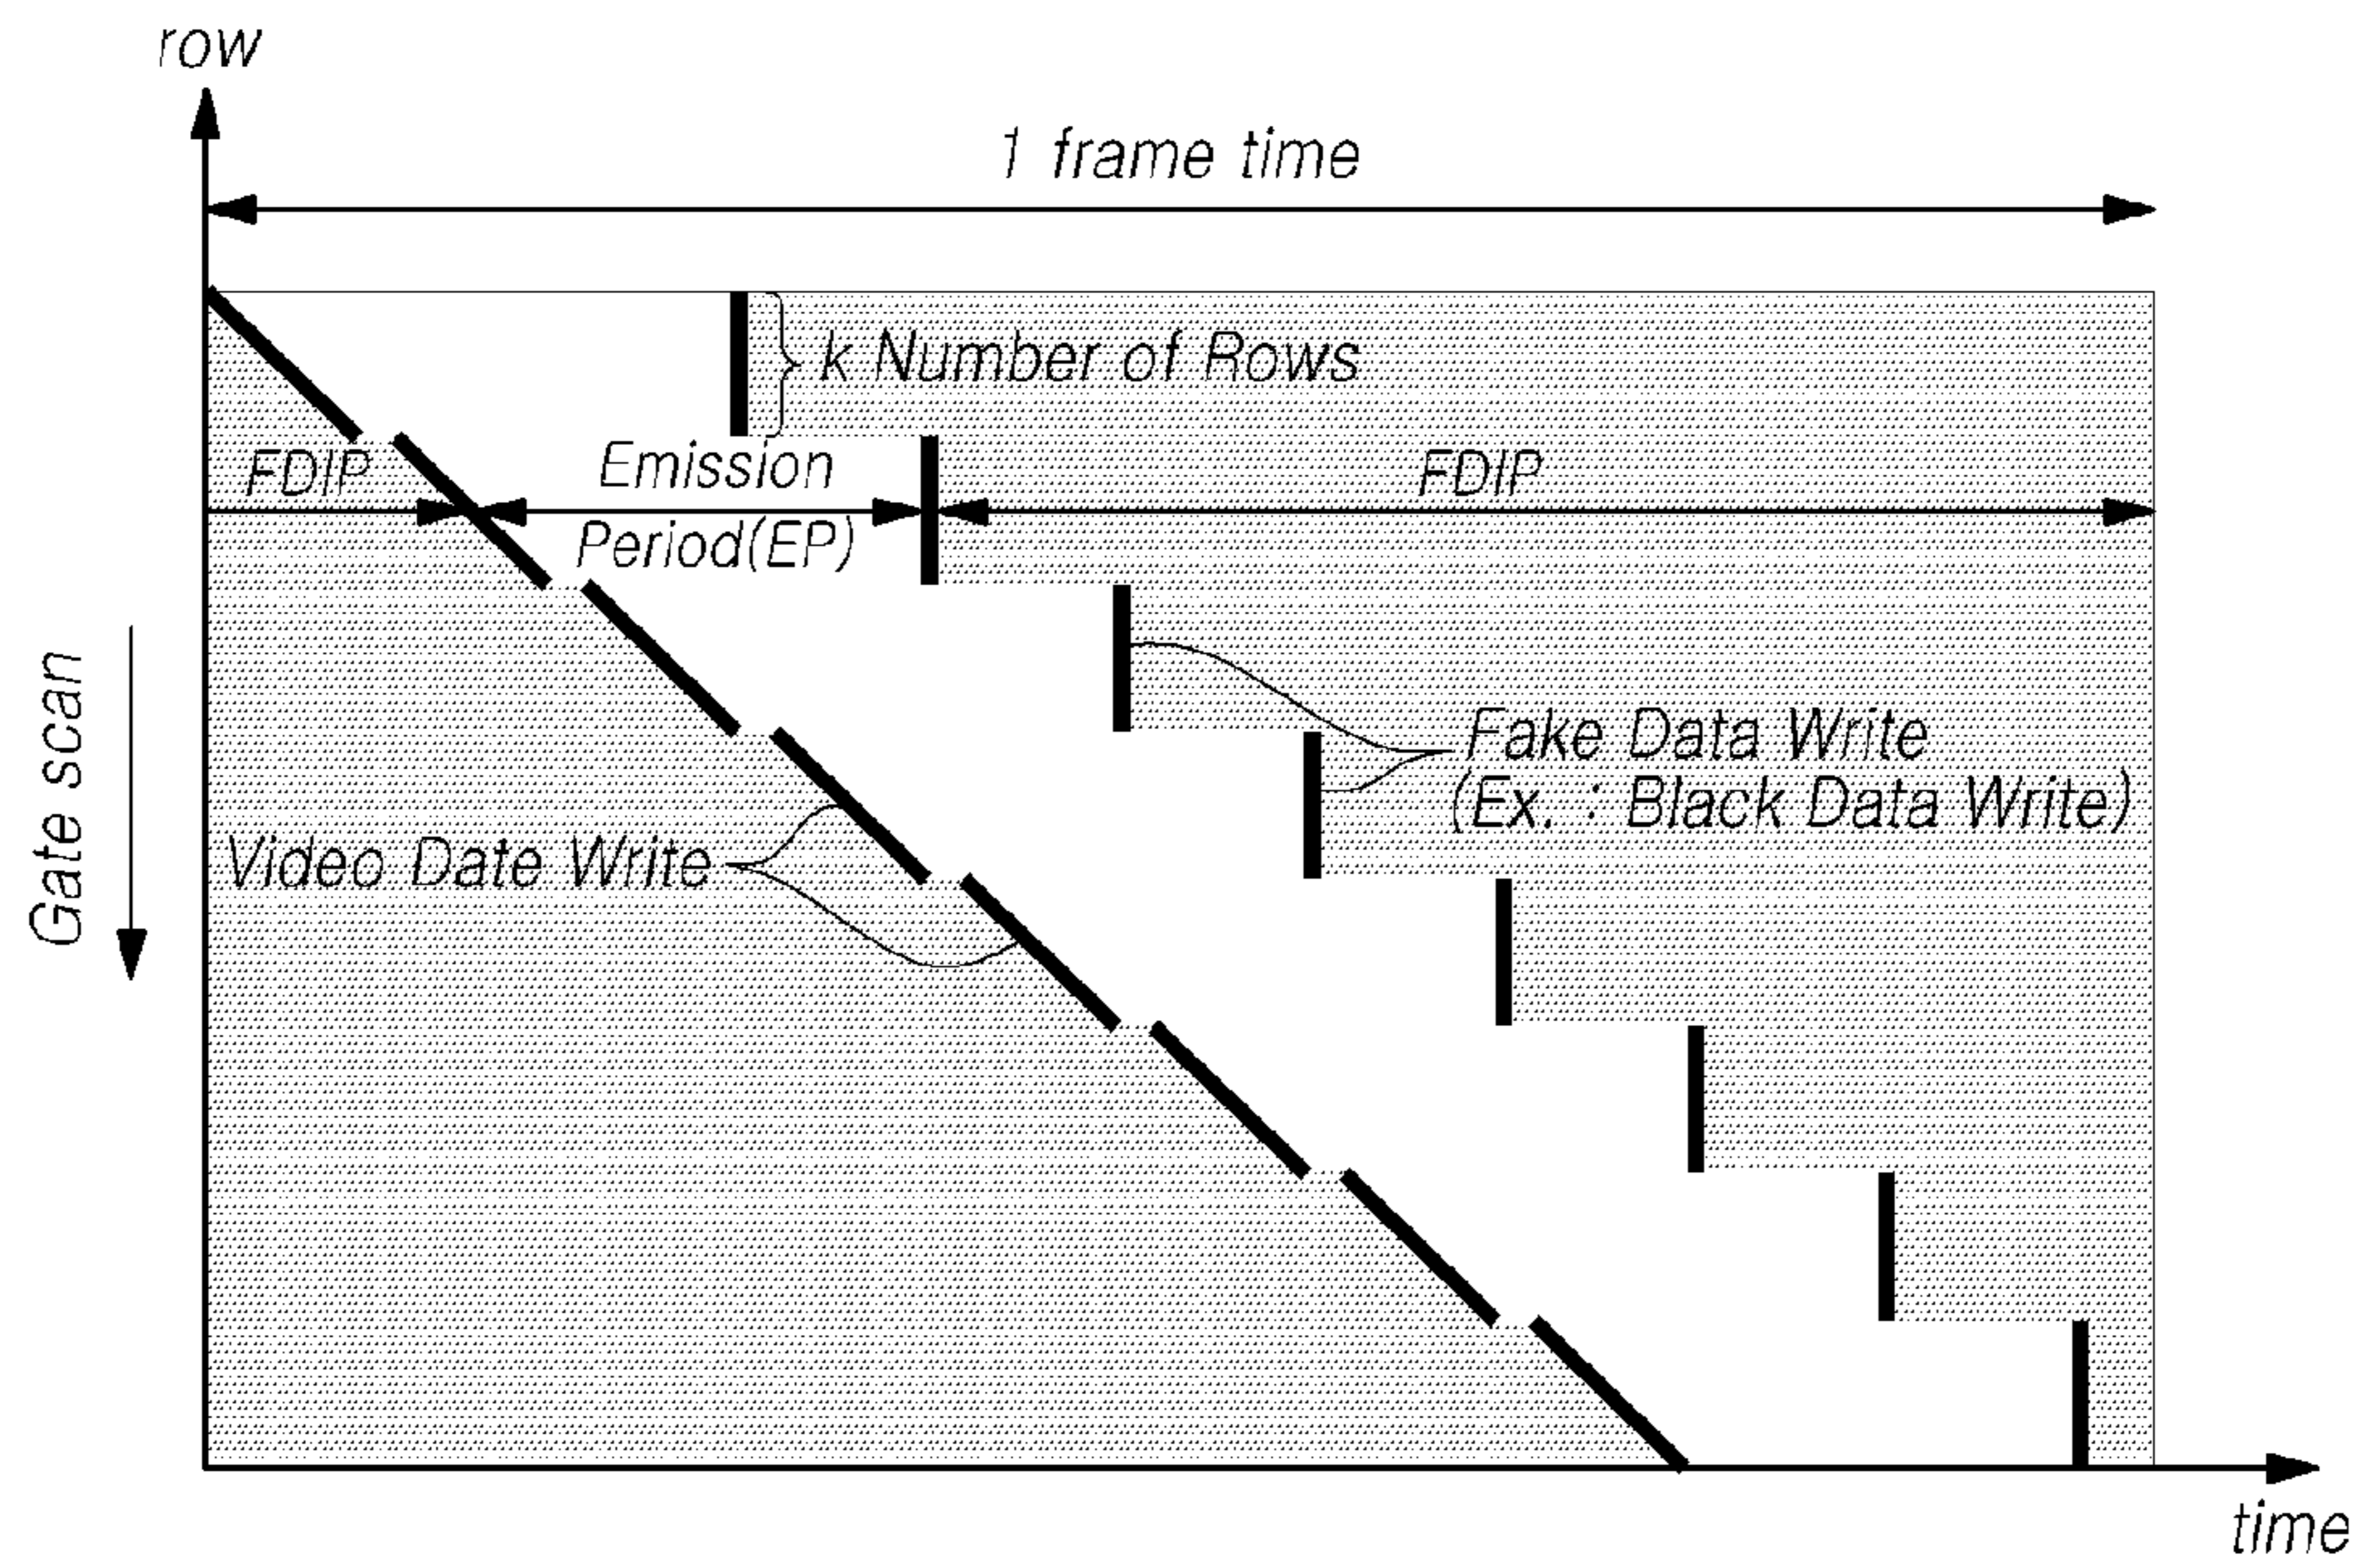 row
1 frame time
k Number of Rows
FDIP
Emission
Period(EP)
FDIP
Gate scan
Fake Data Write
(Ex. : Black Data Write)
Video Date Write
time